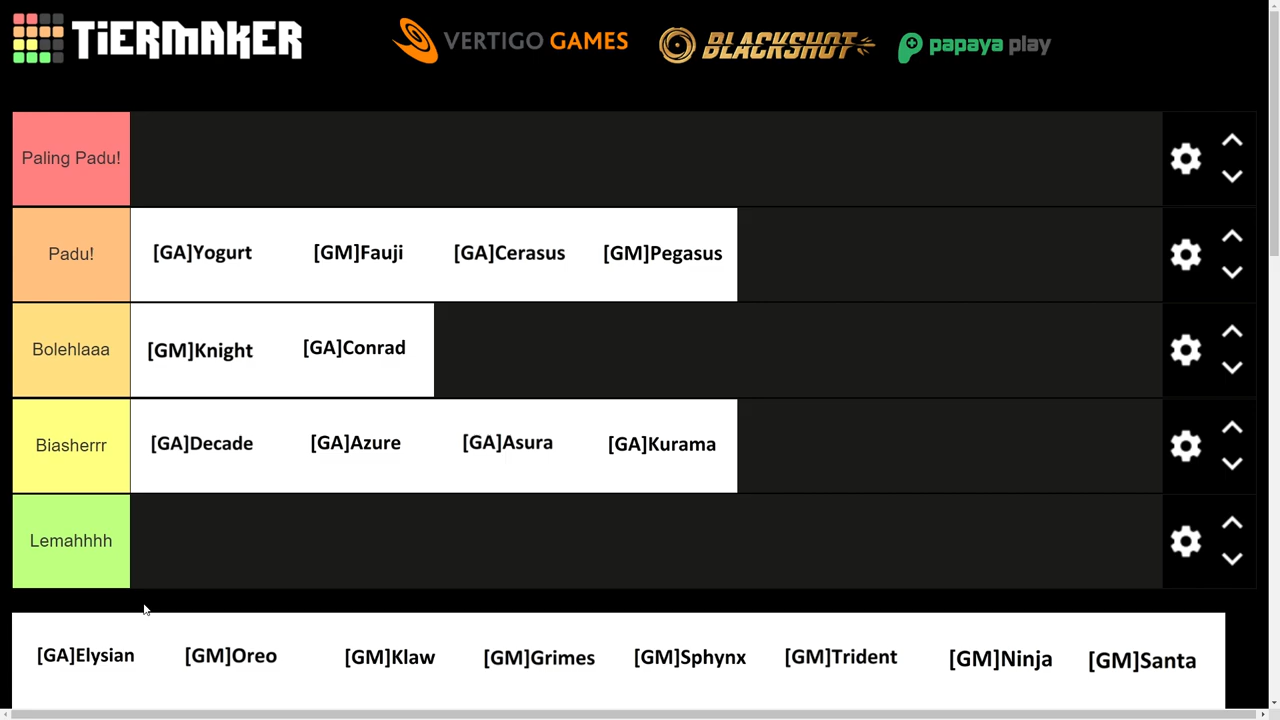 TiERMAKER VERTIGO GAMES BLACKSHOT papaya play
Paling Padu!
Padu! [GA]Yogurt [GM]Fauji [GA]Cerasus [GM]Pegasus
Bolehlaaa [GM]Knight [GA]Conrad
Biasherrr [GA]Decade [GA]Azure [GA]Asura [GA]Kurama
Lemahhhh
[GA]Elysian [GM]Oreo [GM]Klaw [GM]Grimes [GM]Sphynx [GM]Trident [GM]Ninja [GM]Santa